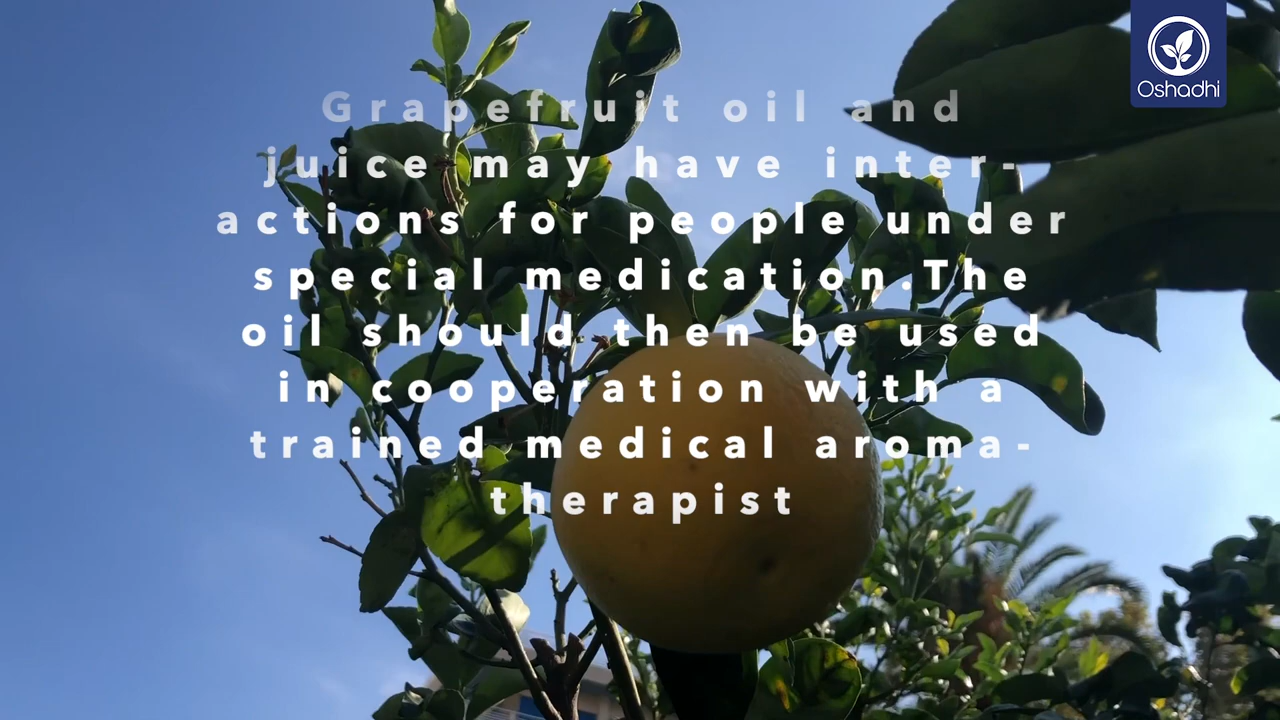 Oshadhi
Grapefruit oil and
juice may have inter-
actions for people under
special medication.The
oil should then be used
in cooperation with a
trained medical aroma-
therapist